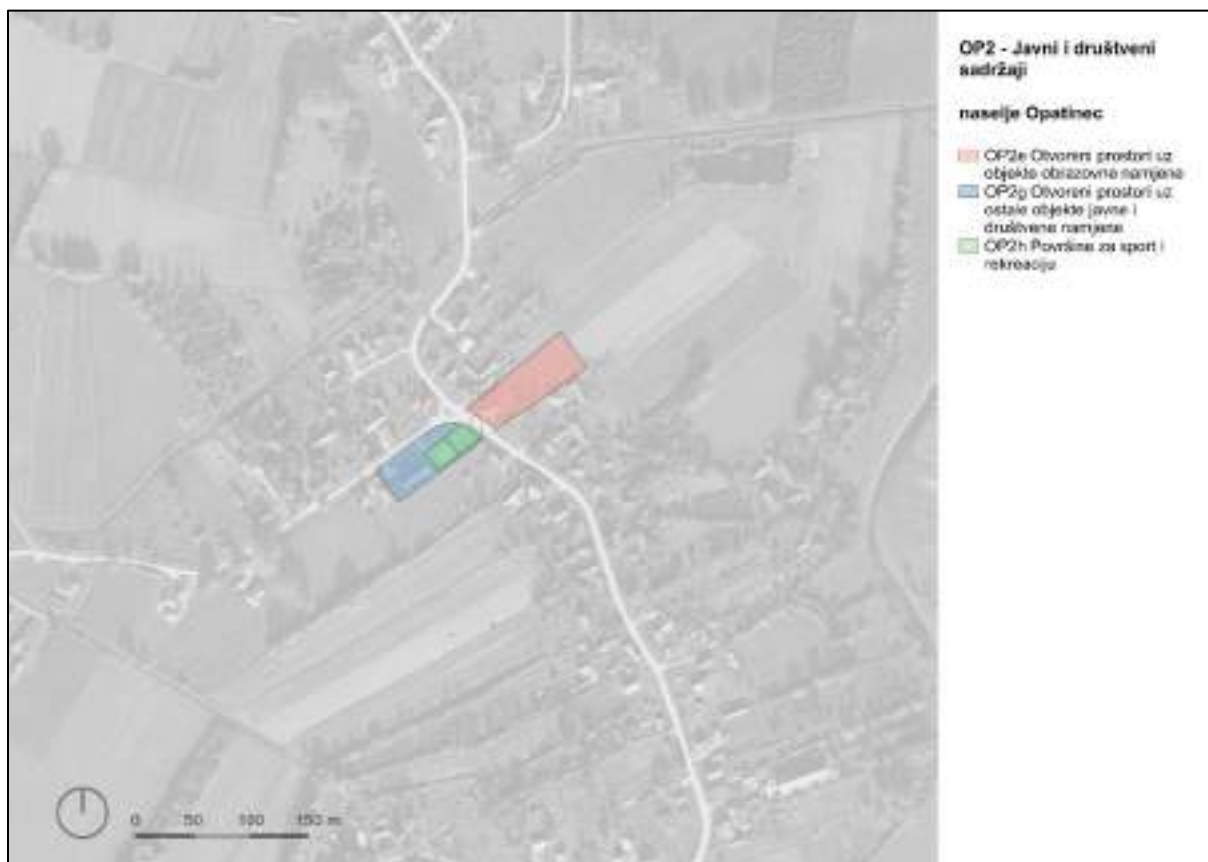 OP2 - Javni i društveni
sadržaji
naselje Opatinec
OP2e Otvoreni prostori uz
objekte obrazovne namjene
OP2g Otvoreni prostori uz
ostale objekte javne i
društvene namjene
OP2h Površine za sport i
rekreaciju
0 50 100 150 m